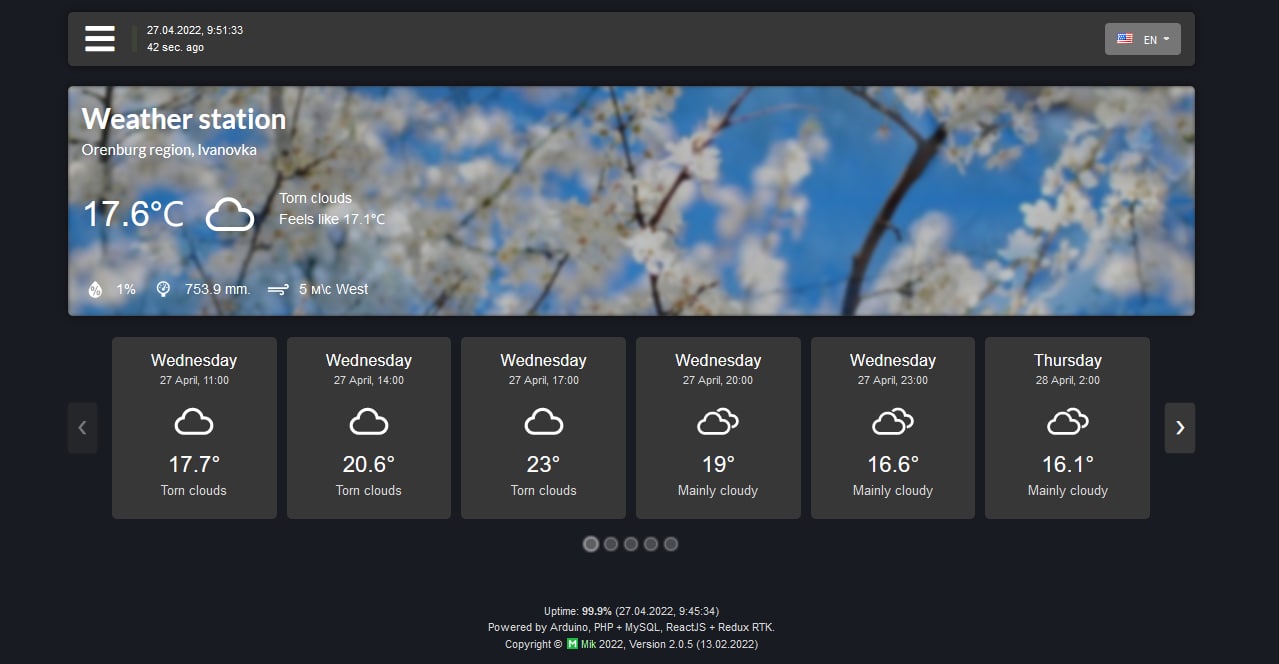 27.04.2022, 9:51:33
42 sec. ago
EN
Weather station
Orenburg region, Ivanovka
17.6°C
Torn clouds
Feels like 17.1°C
1% 753.9 mm. 5 м\с West
Wednesday Wednesday Wednesday Wednesday Wednesday Thursday
27 April, 11:00 27 April, 14:00 27 April, 17:00 27 April, 20:00 27 April, 23:00 28 April, 2:00
17.7° 20.6° 23° 19° 16.6° 16.1°
Torn clouds Torn clouds Torn clouds Mainly cloudy Mainly cloudy Mainly cloudy
Uptime: 99.9% (27.04.2022, 9:45:34)
Powered by Arduino, PHP + MySQL, ReactJS + Redux RTK.
Copyright © M Mik 2022, Version 2.0.5 (13.02.2022)